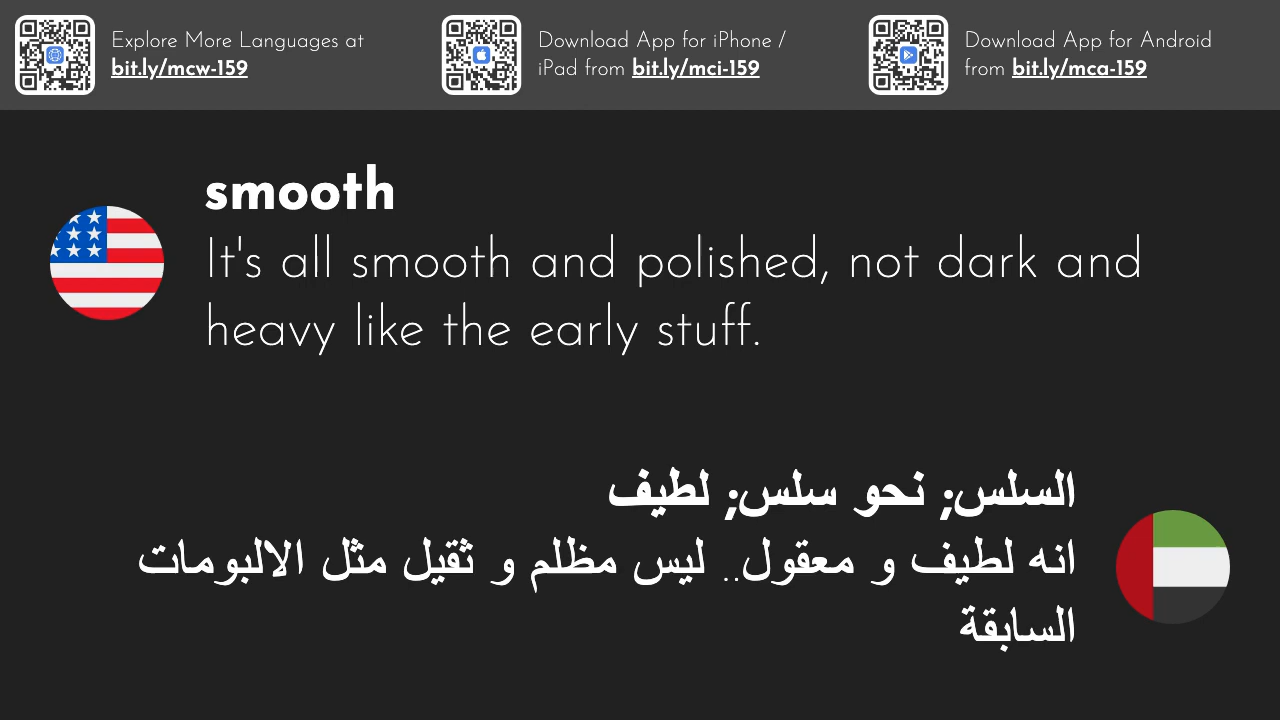 Explore More Languages at
bit.ly/mcw-159
Download App for iPhone /
iPad from bit.ly/mci-159
Download App for Android
from bit.ly/mca-159
smooth
It's all smooth and polished, not dark and
heavy like the early stuff.
السلس; نحو سلس; لطيف
انه لطيف و معقول.. ليس مظلم و ثقيل مثل الالبومات
السابقة